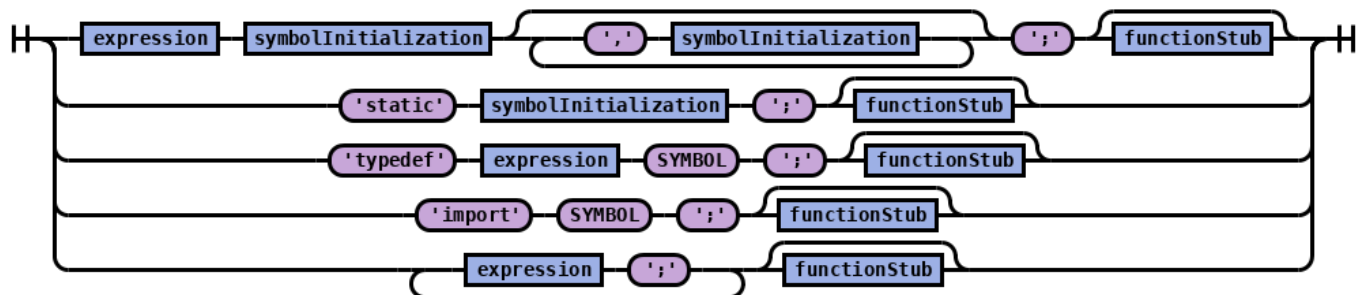 expression symbolInitialization ',' symbolInitialization ';' functionStub
'static' symbolInitialization ';' functionStub
'typedef' expression SYMBOL ';' functionStub
'import' SYMBOL ';' functionStub
expression ';' functionStub